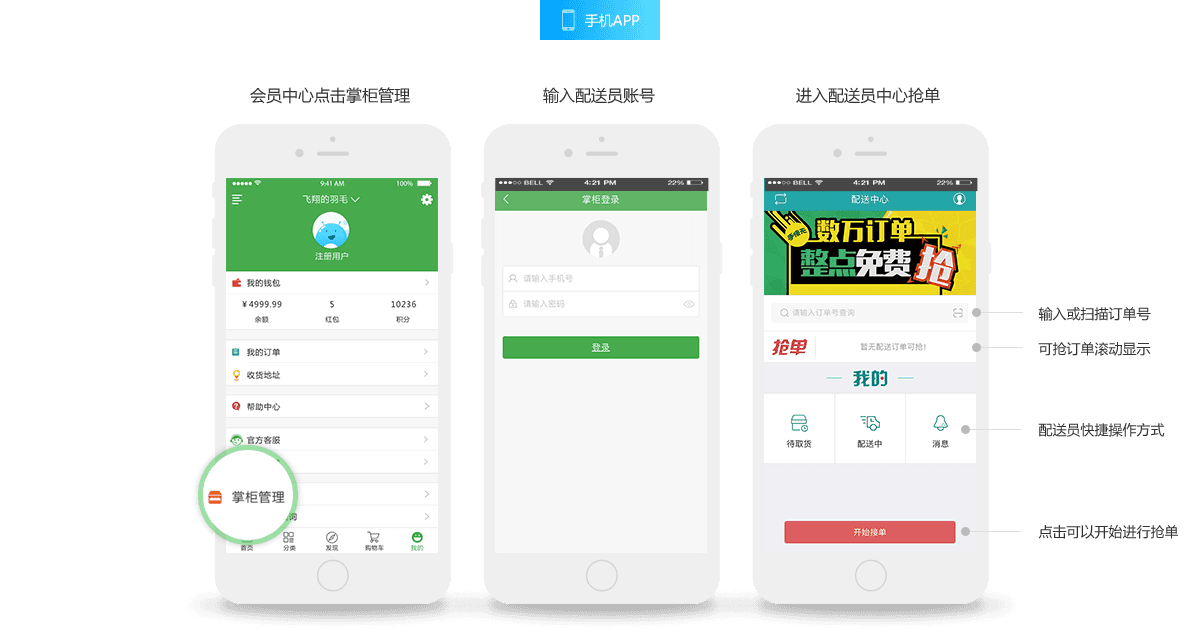 手机APP
会员中心点击掌柜管理
输入配送员账号
进入配送员中心抢单
9:41 AM
100%
飞翔的羽毛
注册用户
我的钱包
￥4999.99
5
10236
余额
红包
积分
我的订单
收货地址
帮助中心
官方客服
掌柜管理
询
首页
分类
发现
购物车
我的
BELL
4:21 PM
22%
掌柜登录
请输入手机号
请输入密码
登录
BELL
4:21 PM
22%
配送中心
手慢无
数万订单
整点免费抢
请输入订单号查询
抢单
暂无配送订单可抢!
我的
待取货
配送中
消息
开始接单
输入或扫描订单号
可抢订单滚动显示
配送员快捷操作方式
点击可以开始进行抢单